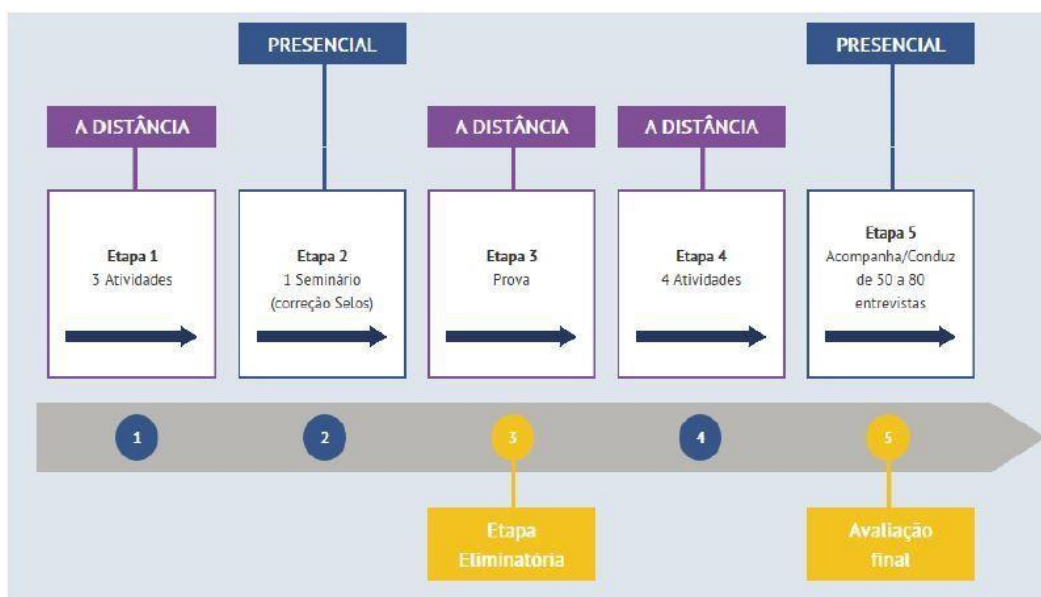 PRESENCIAL
PRESENCIAL
A DISTÂNCIA
A DISTÂNCIA
A DISTÂNCIA
Etapa 1
3 Atividades
Etapa 2
1 Seminário
(correção Selos)
Etapa 3
Prova
Etapa 4
4 Atividades
Etapa 5
Acompanha/Conduz
de 50 a 80
entrevistas
1
2
3
4
5
Etapa
Eliminatória
Avaliação
final